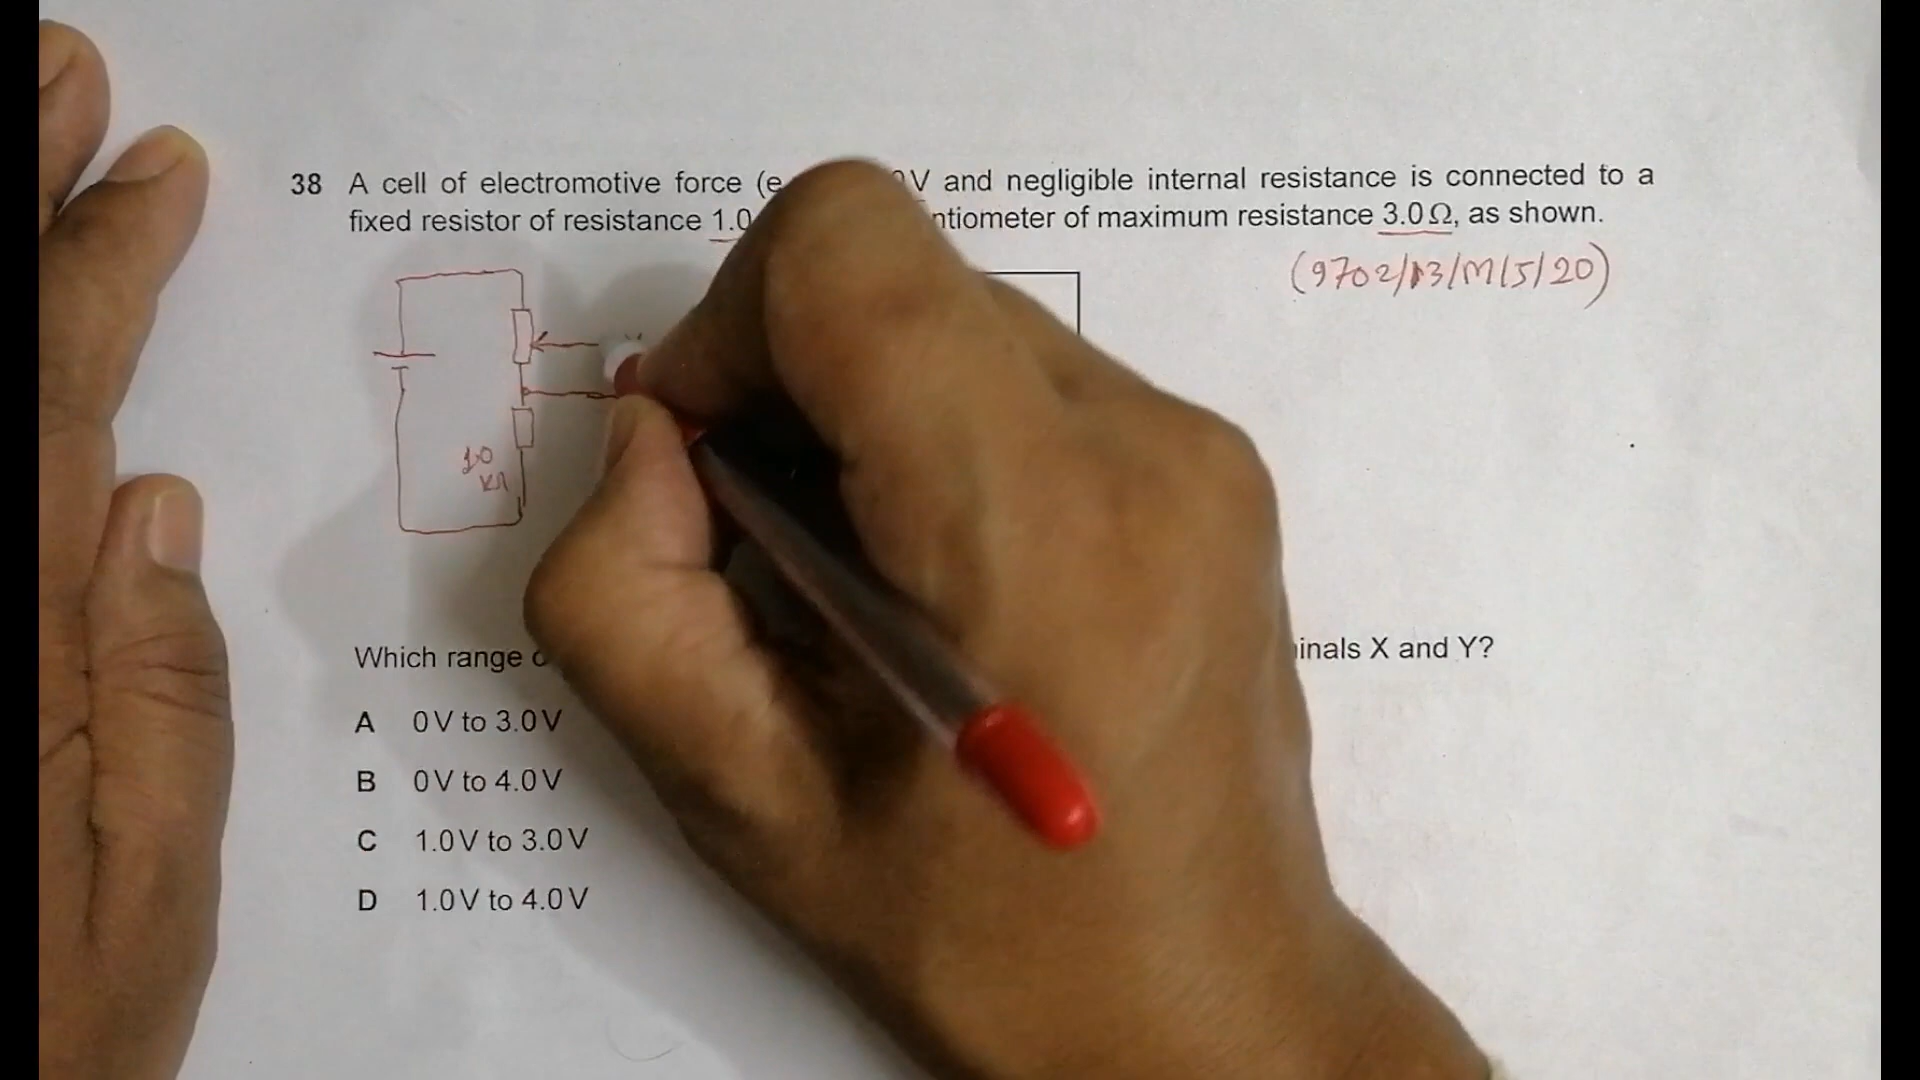 38 A cell of electromotive force (e V and negligible internal resistance is connected to a
fixed resistor of resistance 1.0 ntiometer of maximum resistance 3.0 Ω, as shown.
(9702/13/M/J/20)
10
KΩ
Which range inals X and Y?
A 0 V to 3.0 V
B 0 V to 4.0 V
C 1.0 V to 3.0 V
D 1.0 V to 4.0 V